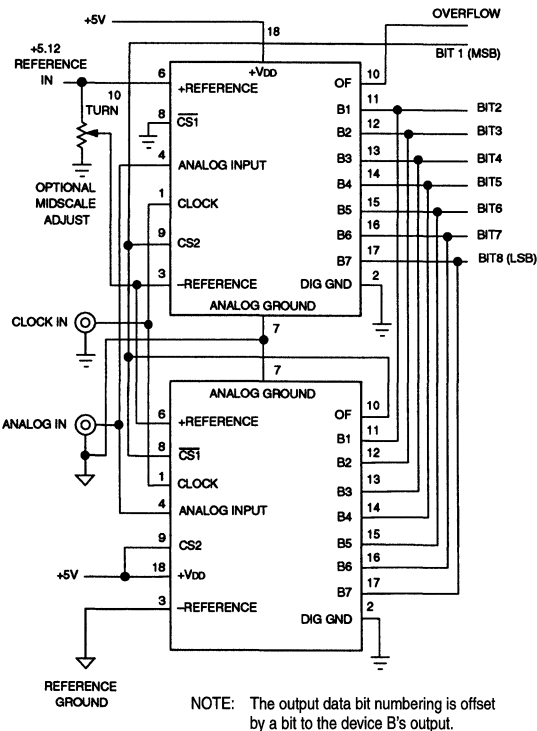 +5V
18
OVERFLOW
BIT 1 (MSB)
+5.12
REFERENCE
IN
6
+VDD
+REFERENCE
OF
10
10
TURN
8
CS1
B1
11
BIT2
B2
12
BIT3
4
ANALOG INPUT
B3
13
BIT4
OPTIONAL
MIDSCALE
ADJUST
1
CLOCK
B4
14
BIT5
B5
15
BIT6
9
CS2
B6
16
BIT7
B7
17
BIT8 (LSB)
3
–REFERENCE
DIG GND
2
ANALOG GROUND
CLOCK IN
7
7
ANALOG GROUND
ANALOG IN
6
+REFERENCE
OF
10
B1
11
8
CS1
B2
12
1
CLOCK
B3
13
4
ANALOG INPUT
B4
14
9
CS2
B5
15
+5V
18
+VDD
B6
16
B7
17
3
–REFERENCE
DIG GND
2
REFERENCE
GROUND
NOTE: The output data bit numbering is offset
by a bit to the device B's output.